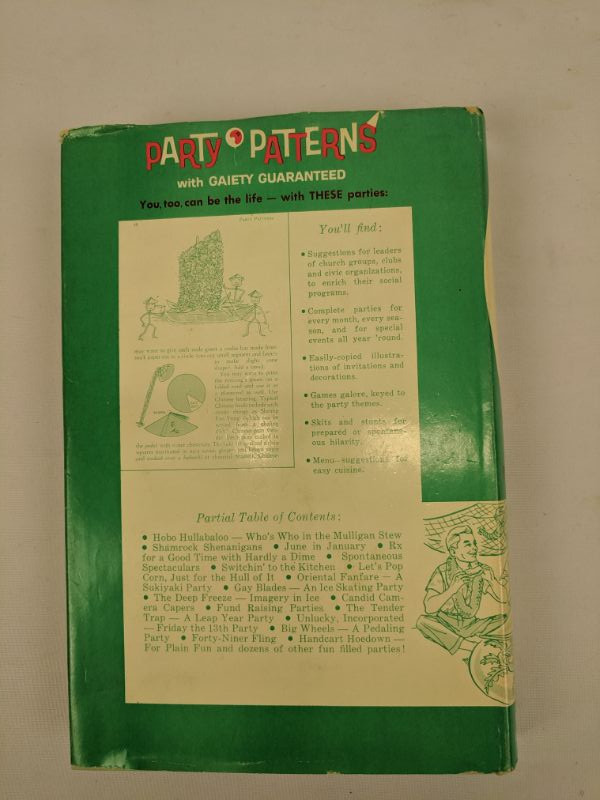 PARTY PATTERNS
with GAIETY GUARANTEED
You, too, can be the life — with THESE parties:
PARTY PATTERNS
You'll find:
• Suggestions for leaders
of church groups, clubs
and civic organizations,
to enrich their social
programs.
• Complete parties for
every month, every sea-
son, and for special
events all year 'round.
• Easily-copied illustra-
tions of invitations and
decorations.
• Games galore, keyed to
the party themes.
• Skits and stunts for
prepared or spontane-
ous hilarity.
• Menu suggestions for
easy cuisine.
Partial Table of Contents:
• Hobo Hullabaloo — Who's Who in the Mulligan Stew
• Shamrock Shenanigans • June in January • Rx
for a Good Time with Hardly a Dime • Spontaneous
Spectaculars • Switchin' to the Kitchen • Let's Pop
Corn, Just for the Hull of It • Oriental Fanfare — A
Sukiyaki Party • Gay Blades — An Ice Skating Party
• The Deep Freeze — Imagery in Ice • Candid Cam-
era Capers • Fund Raising Parties • The Tender
Trap — A Leap Year Party • Unlucky, Incorporated
— Friday the 13th Party • Big Wheels — A Pedaling
Party • Forty-Niner Fling • Handcart Hoedown —
For Plain Fun and dozens of other fun filled parties!